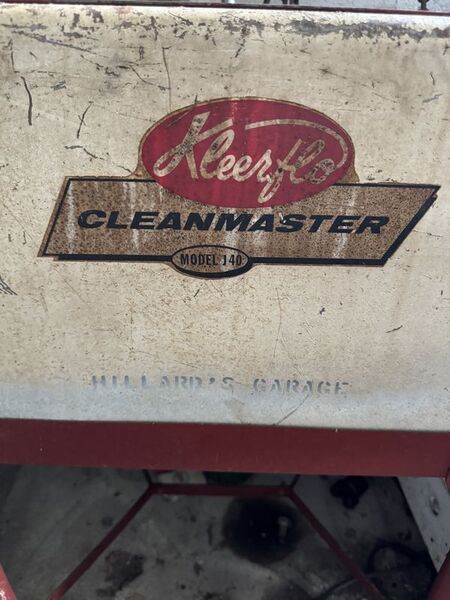 Kleerflo
CLEANMASTER
MODEL 140
HILLARD'S GARAGE